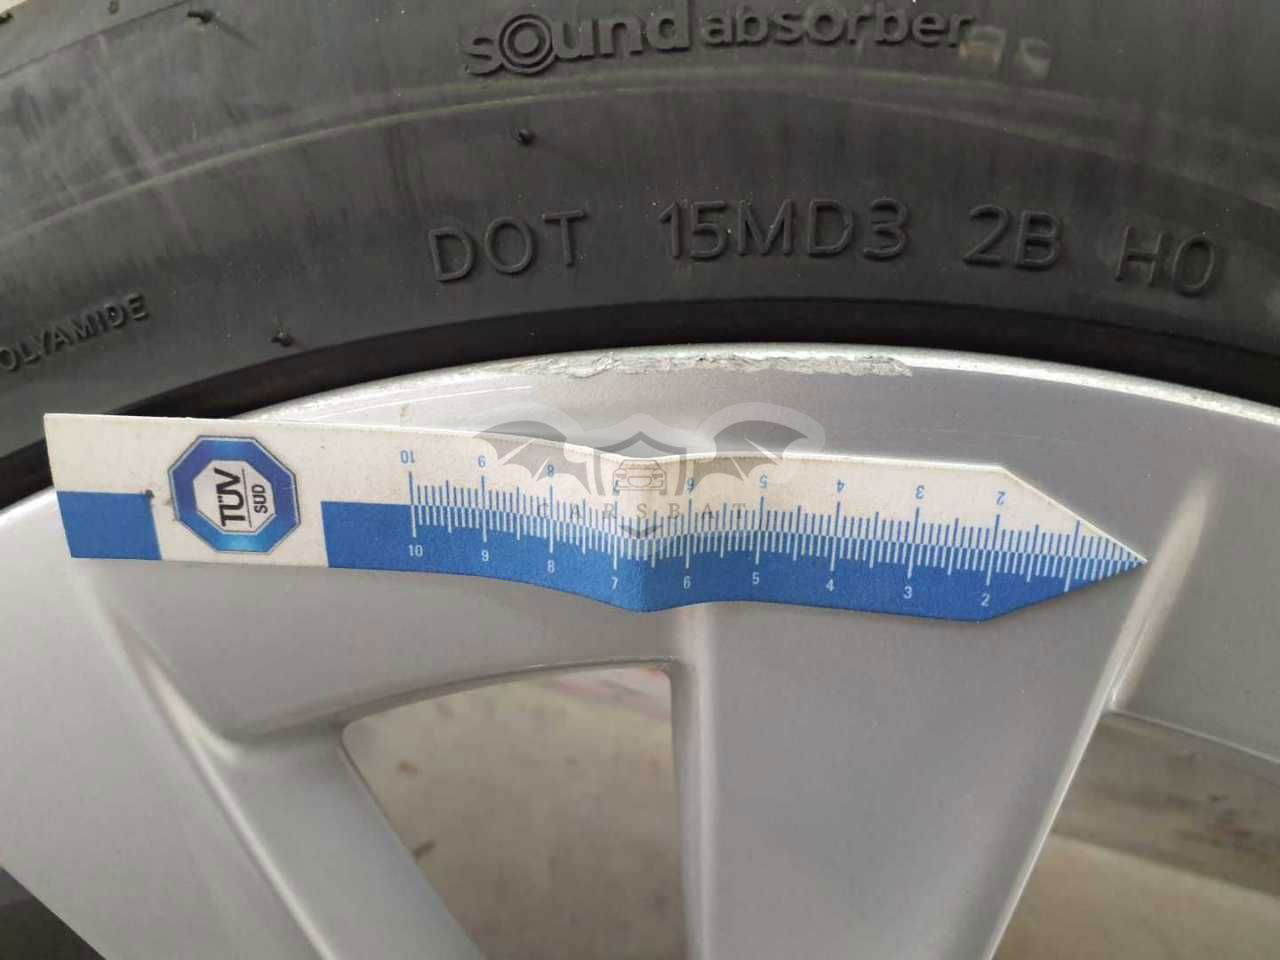 sound absorber
DOT 15MD3 2B H0
OLYAMIDE
TÜV
SÜD
10 9 8 7 6 5 4 3 2
CARSBAT
10 9 8 7 6 5 4 3 2